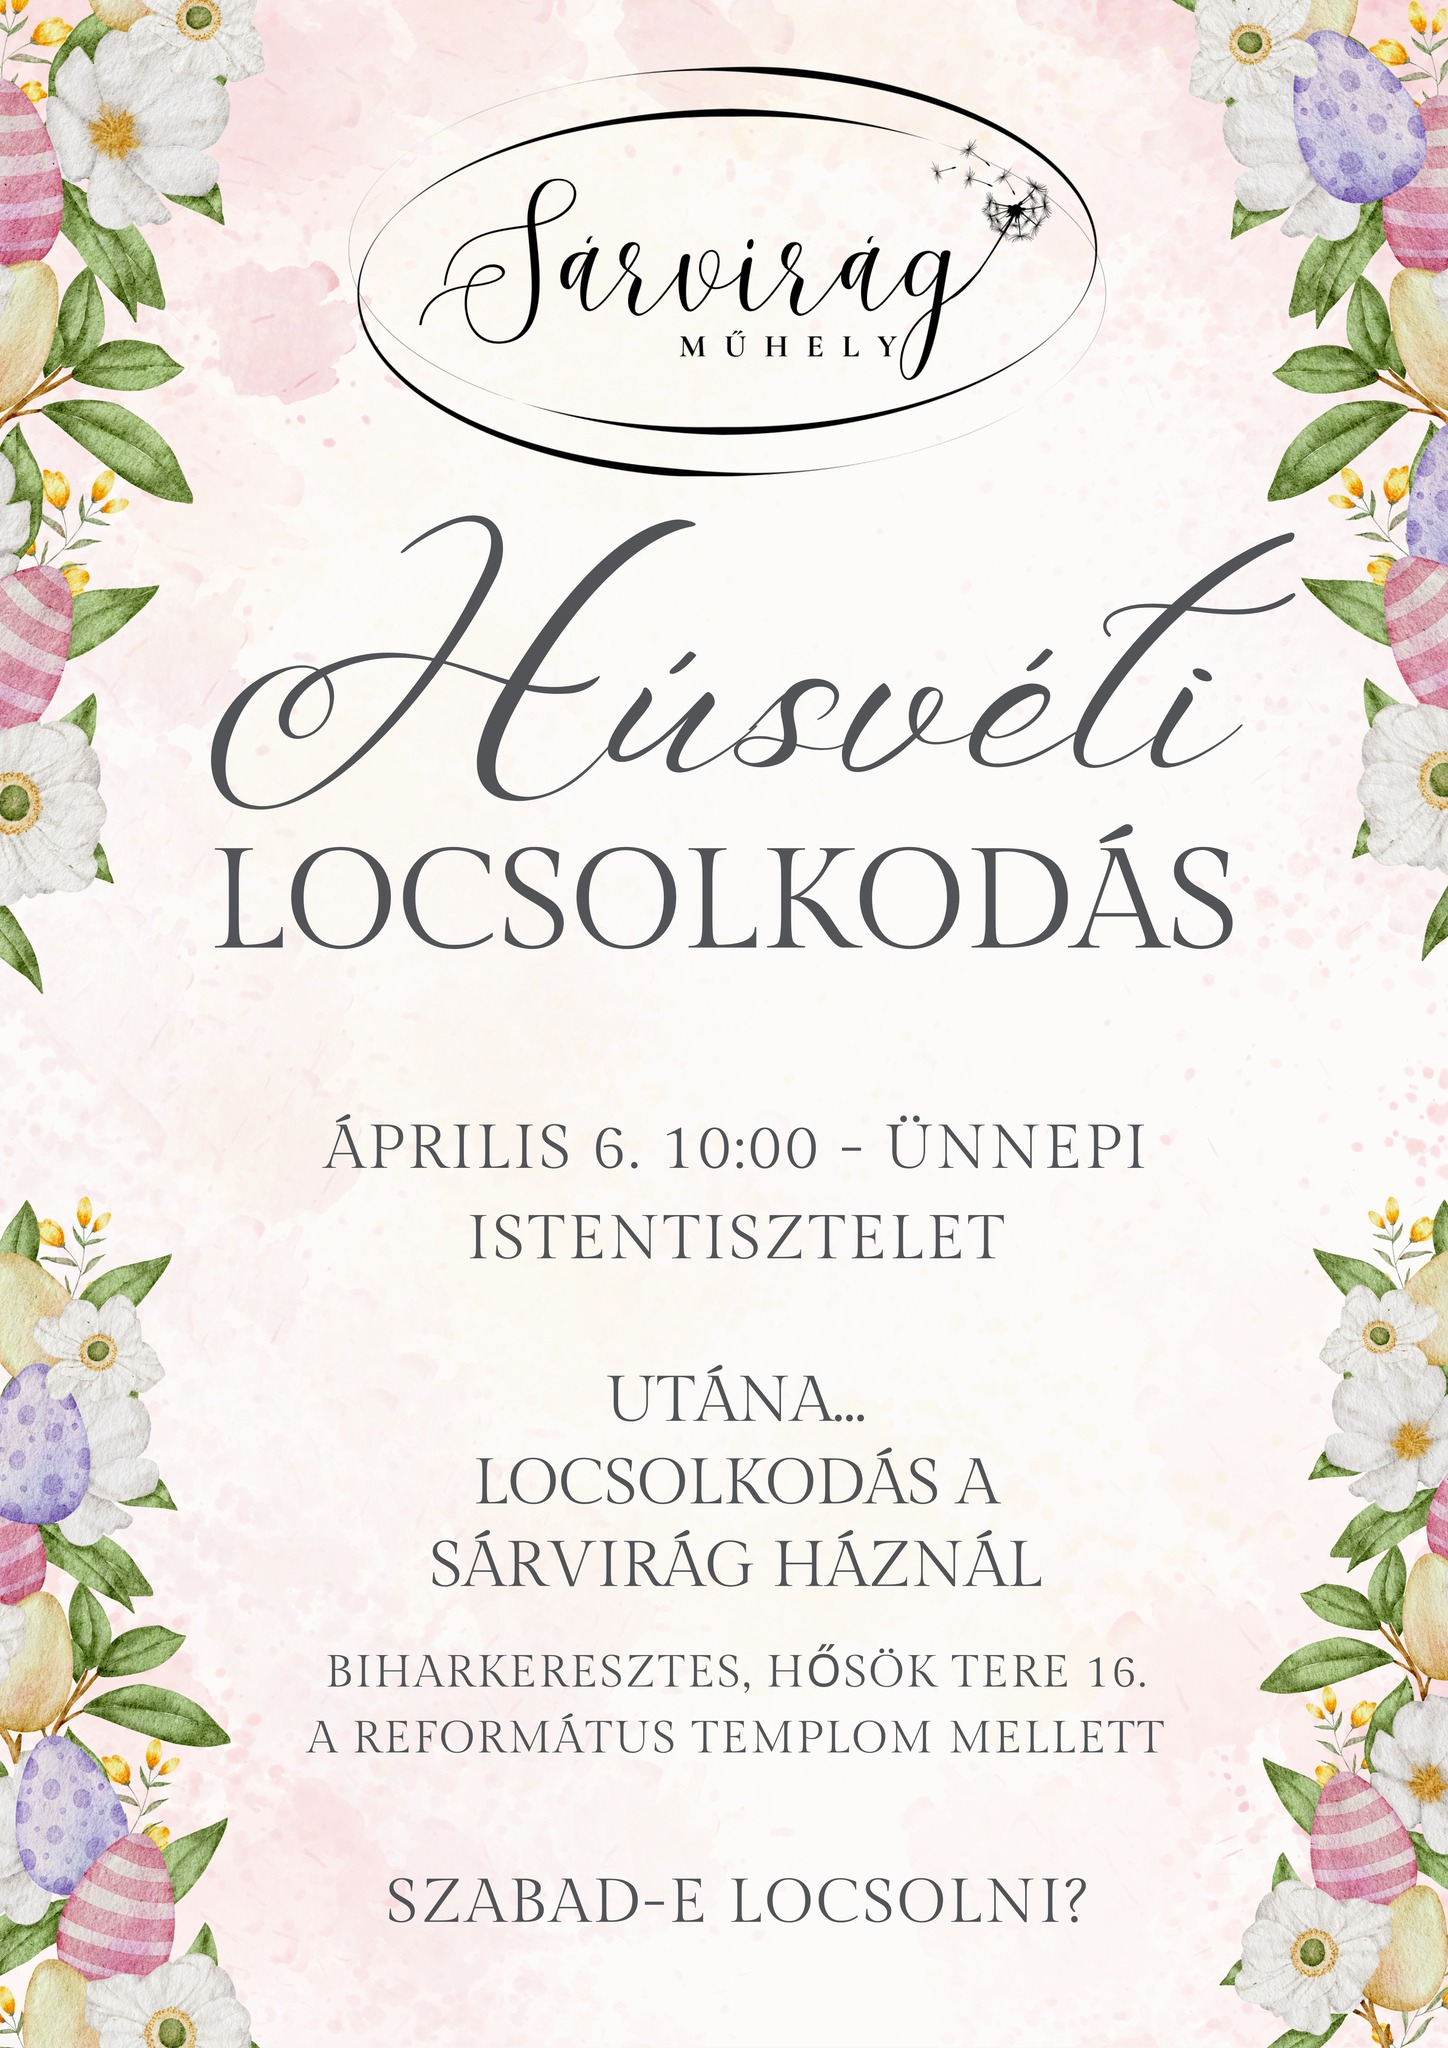 Sárvirág
MŰHELY
Húsvéti
LOCSOLKODÁS
ÁPRILIS 6. 10:00 - ÜNNEPI
ISTENTISZTELET
UTÁNA...
LOCSOLKODÁS A
SÁRVIRÁG HÁZNÁL
BIHARKERESZTES, HŐSÖK TERE 16.
A REFORMÁTUS TEMPLOM MELLETT
SZABAD-E LOCSOLNI?